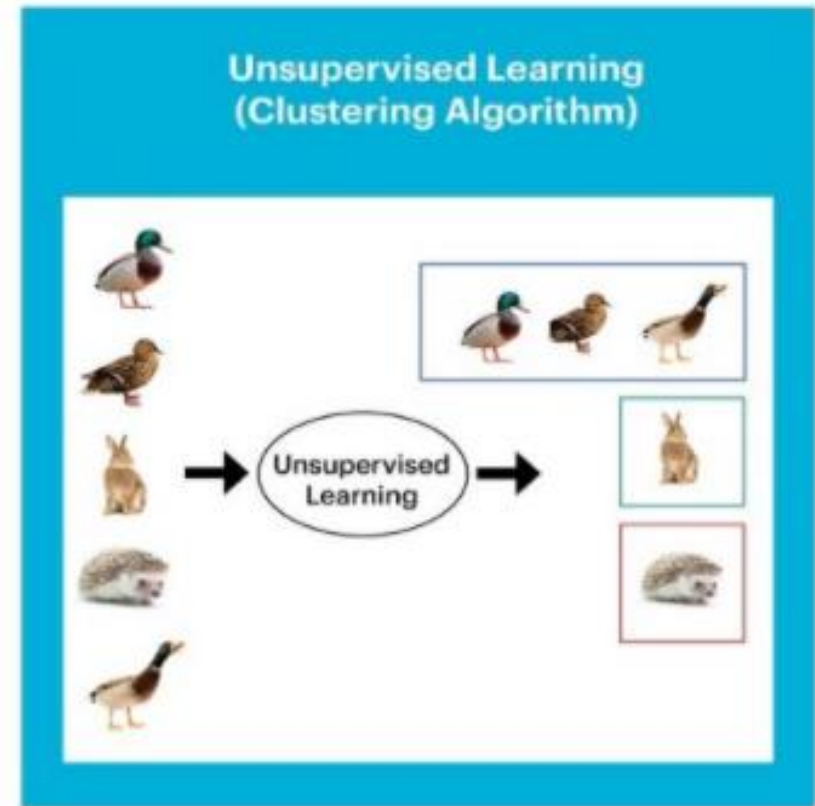 Unsupervised Learning
(Clustering Algorithm)
Unsupervised
Learning